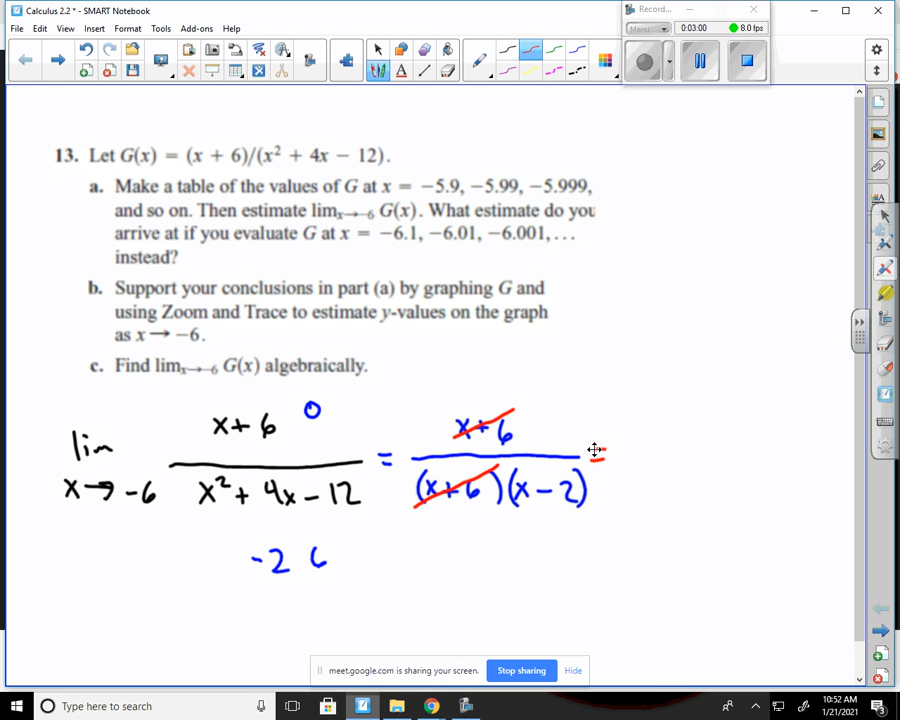 Calculus 2.2 * - SMART Notebook
File Edit View Insert Format Tools Add-ons Help
Record...
Menu
0:03:00
8.0 fps
13. Let G(x) = (x + 6)/(x² + 4x − 12).
a. Make a table of the values of G at x = −5.9, −5.99, −5.999,
and so on. Then estimate limₓ→₋₆ G(x). What estimate do you
arrive at if you evaluate G at x = −6.1, −6.01, −6.001, …
instead?
b. Support your conclusions in part (a) by graphing G and
using Zoom and Trace to estimate y-values on the graph
as x → −6.
c. Find limₓ→₋₆ G(x) algebraically.
x + 6 0 x + 6
lim = =
x → -6 x² + 4x - 12 (x + 6)(x - 2)
-2 6
meet.google.com is sharing your screen. Stop sharing Hide
Type here to search
10:52 AM
1/21/2021
3